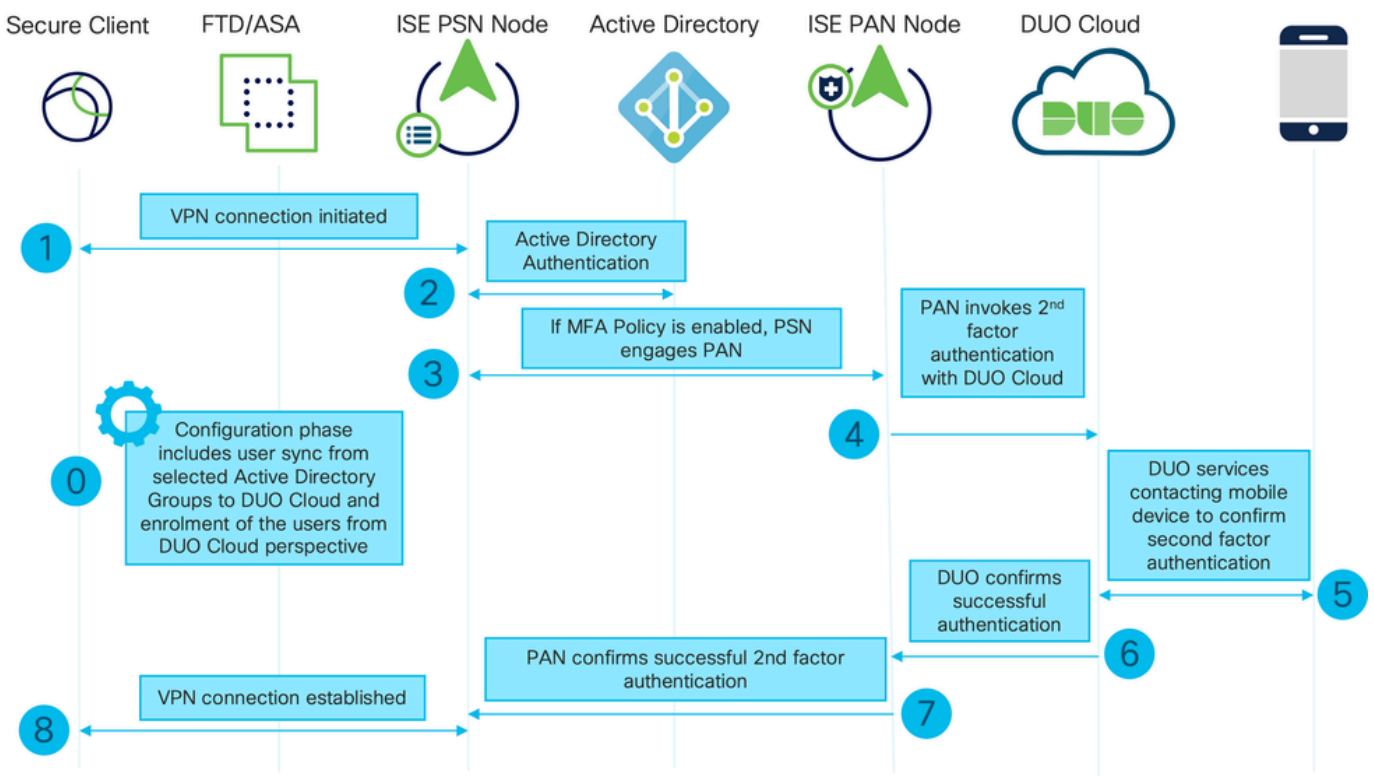 Secure Client
FTD/ASA
ISE PSN Node
Active Directory
ISE PAN Node
DUO Cloud
DUO
VPN connection initiated
1
Active Directory
Authentication
2
If MFA Policy is enabled, PSN
engages PAN
3
PAN invokes 2nd
factor
authentication
with DUO Cloud
4
0
Configuration phase
includes user sync from
selected Active Directory
Groups to DUO Cloud and
enrolment of the users from
DUO Cloud perspective
DUO services
contacting mobile
device to confirm
second factor
authentication
5
DUO confirms
successful
authentication
6
PAN confirms successful 2nd factor
authentication
7
VPN connection established
8